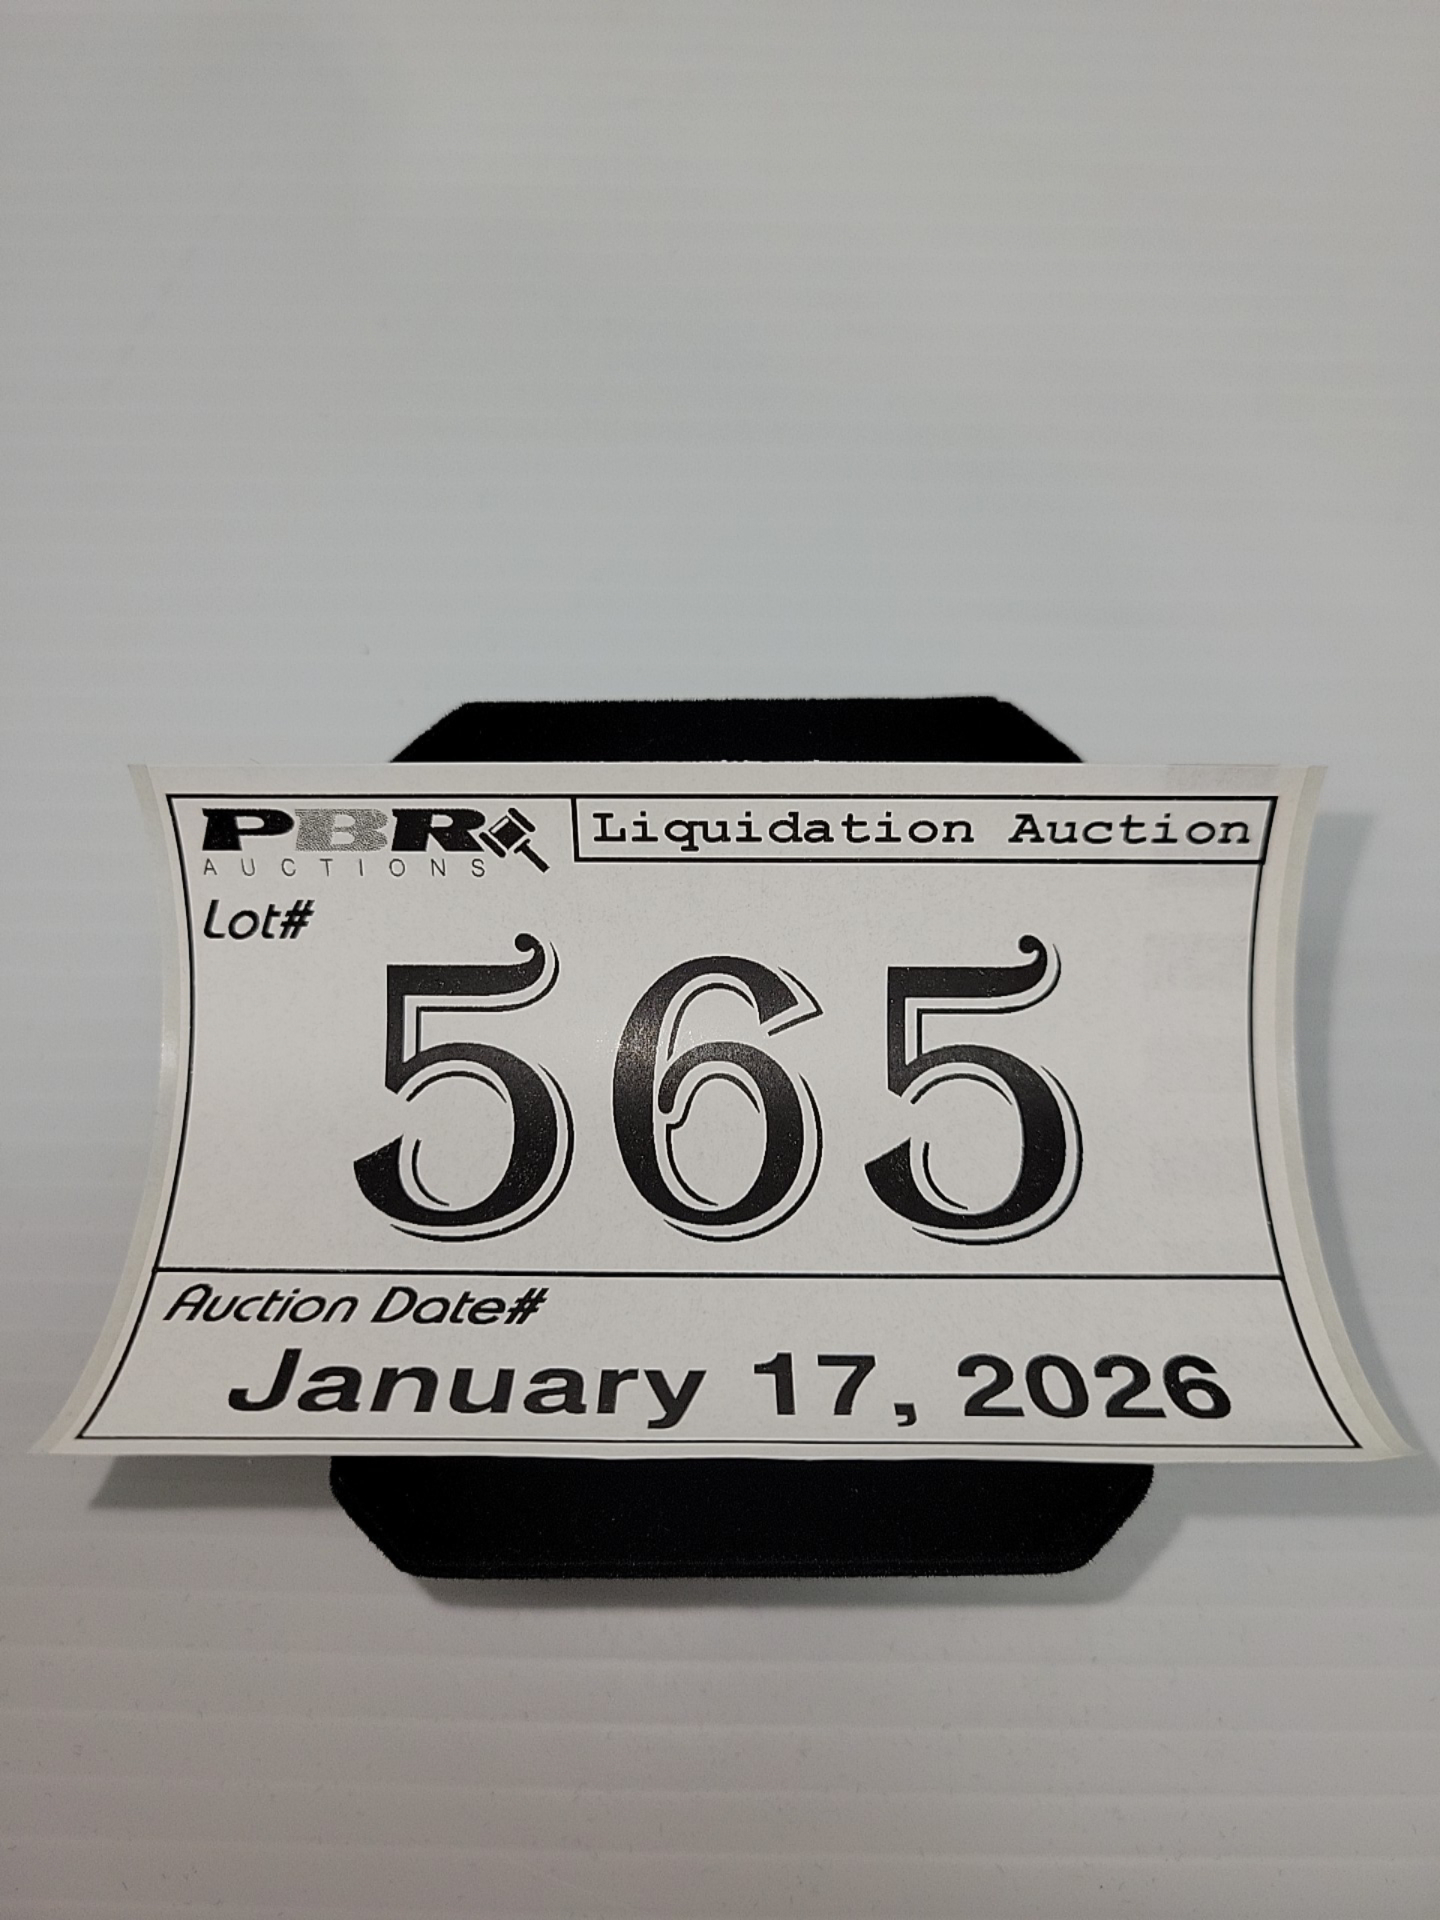 PBR
AUCTIONS
Liquidation Auction
Lot#
565
Auction Date#
January 17, 2026